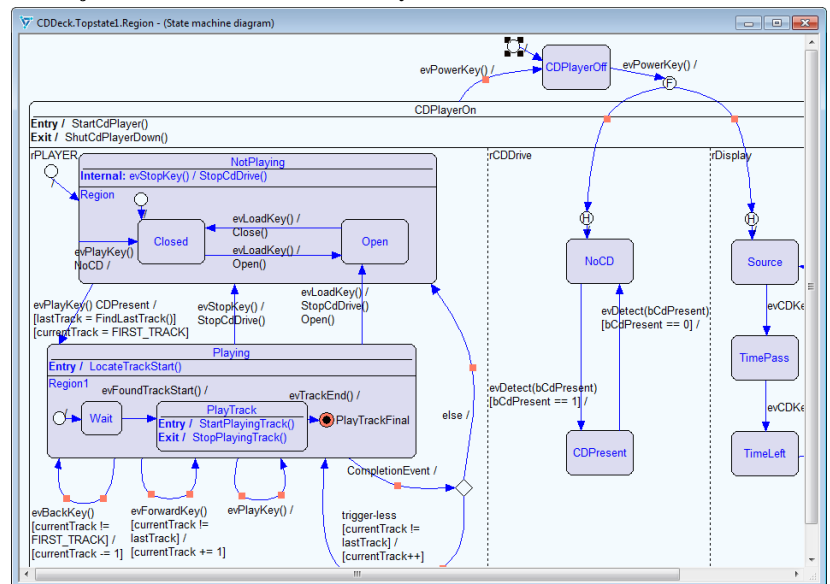 CDDeck.Topstate1.Region - (State machine diagram)
evPowerKey() /
CDPlayerOff
evPowerKey() /
F
CDPlayerOn
Entry / StartCdPlayer()
Exit / ShutCdPlayerDown()
rPLAYER
rCDDrive
rDisplay
NotPlaying
Internal: evStopKey() / StopCdDrive()
Region
Closed
evLoadKey() /
Close()
evLoadKey() /
Open()
Open
evPlayKey()
NoCD /
H
H
NoCD
Source
evPlayKey() CDPresent /
[lastTrack = FindLastTrack()]
[currentTrack = FIRST_TRACK]
evStopKey() /
StopCdDrive()
evLoadKey() /
StopCdDrive()
Open()
evDetect(bCdPresent)
[bCdPresent == 0] /
evCDKe
TimePass
Playing
Entry / LocateTrackStart()
Region1
evFoundTrackStart() /
evTrackEnd() /
Wait
PlayTrack
Entry / StartPlayingTrack()
Exit / StopPlayingTrack()
PlayTrackFinal
else /
evDetect(bCdPresent)
[bCdPresent == 1] /
evCDKe
CDPresent
TimeLeft
CompletionEvent /
evBackKey()
[currentTrack !=
FIRST_TRACK] /
[currentTrack -= 1]
evForwardKey()
[currentTrack !=
lastTrack] /
[currentTrack += 1]
evPlayKey() /
trigger-less
[currentTrack !=
lastTrack] /
[currentTrack++]